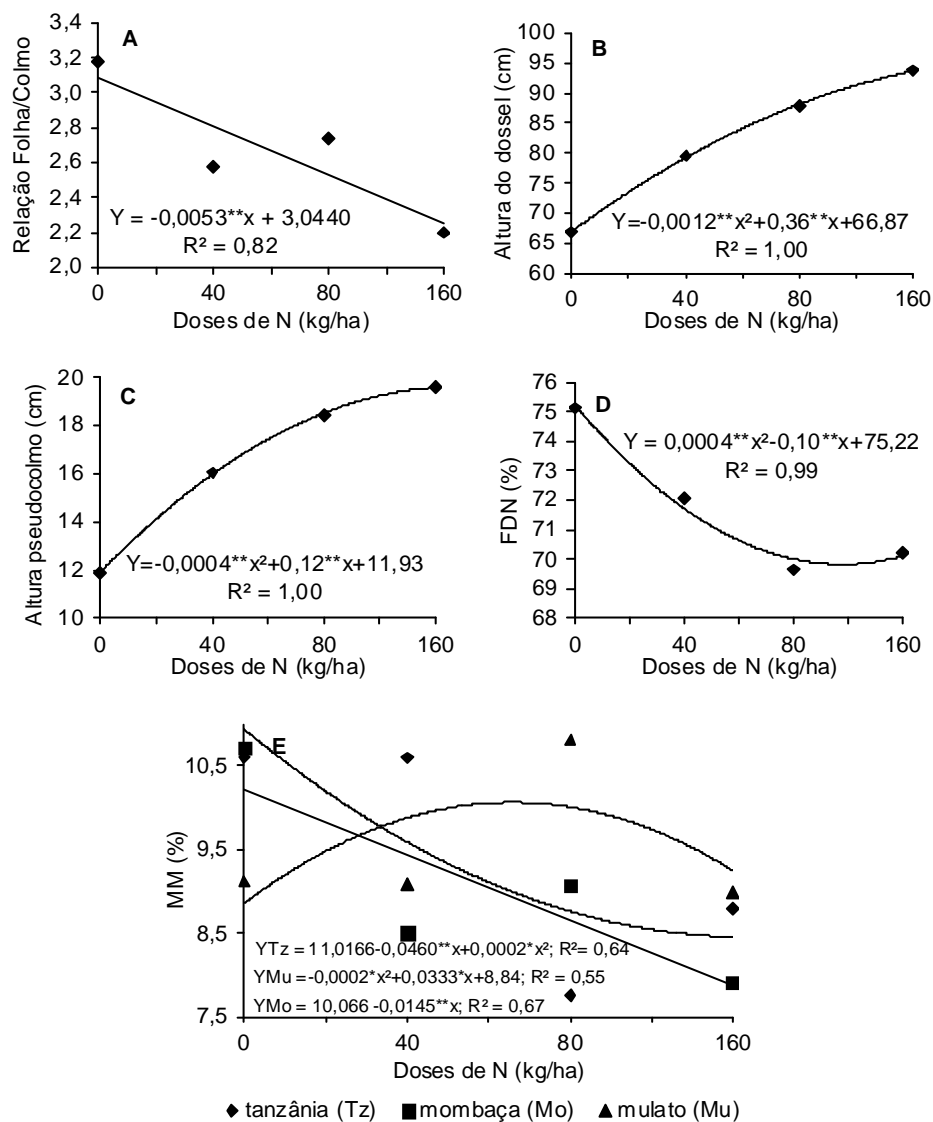 A
Relação Folha/Colmo
3,4
3,2
3,0
2,8
2,6
2,4
2,2
2,0
Y = -0,0053**x + 3,0440
R² = 0,82
0 40 80 160
Doses de N (kg/ha)
B
Altura do dossel (cm)
100
95
90
85
80
75
70
65
60
Y=-0,0012**x²+0,36**x+66,87
R² = 1,00
0 40 80 160
Doses de N (kg/ha)
C
Altura pseudocolmo (cm)
20
18
16
14
12
10
Y=-0,0004**x²+0,12**x+11,93
R² = 1,00
0 40 80 160
Doses de N (kg/ha)
D
FDN (%)
76
75
74
73
72
71
70
69
68
Y = 0,0004**x²-0,10**x+75,22
R² = 0,99
0 40 80 160
Doses de N (kg/ha)
E
MM (%)
10,5
9,5
8,5
7,5
YTz = 11,0166-0,0460**x+0,0002*x²; R²= 0,64
YMu=-0,0002*x²+0,0333*x+8,84; R² = 0,55
YMo = 10,066 -0,0145**x; R² = 0,67
0 40 80 160
Doses de N (kg/ha)
tanzânia (Tz) mombaça (Mo) mulato (Mu)